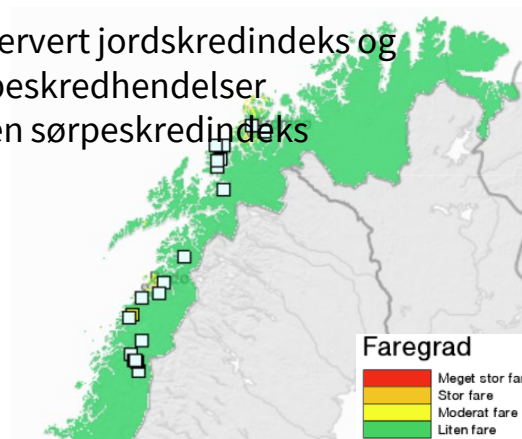 ervert jordskredindeks og
peskredhendelser
en sørpeskredindeks
Faregrad
Meget stor far
Stor fare
Moderat fare
Liten fare